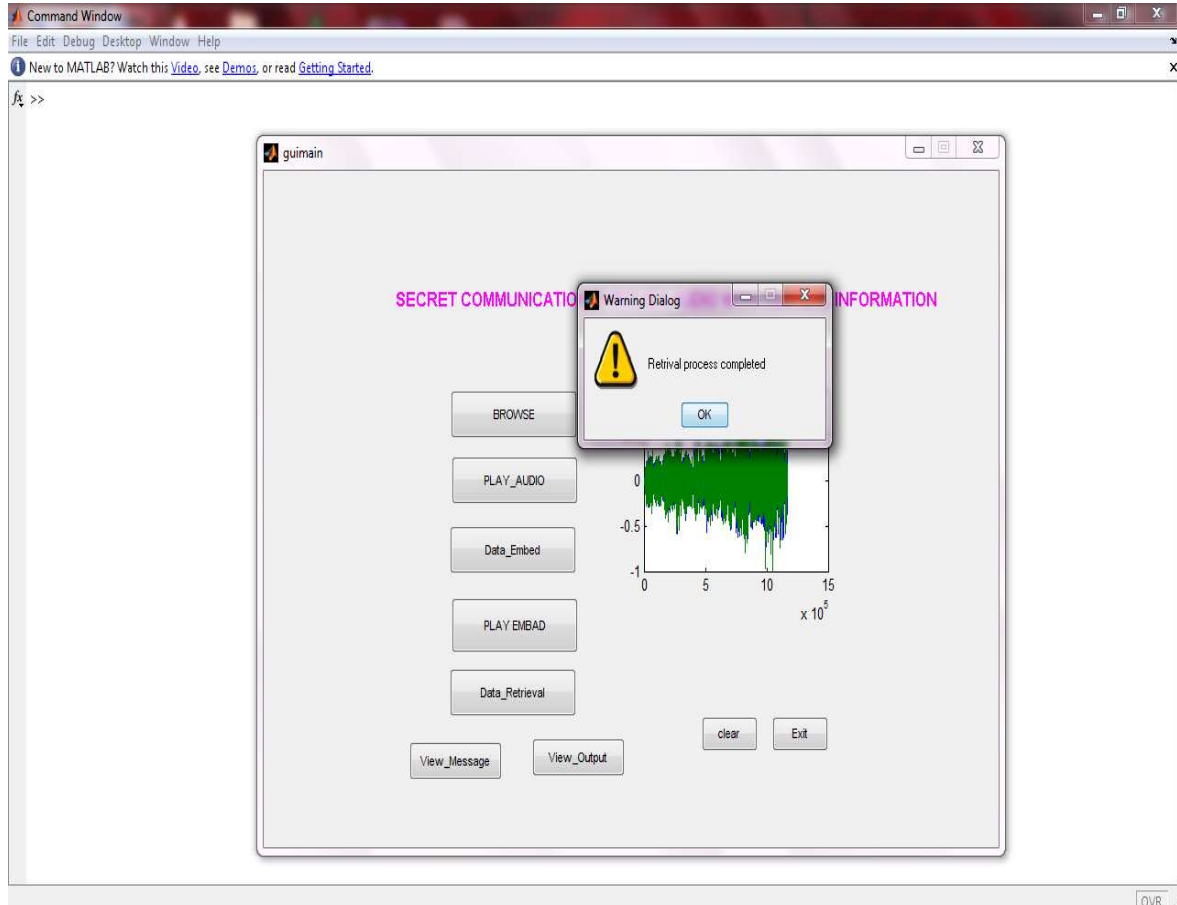 Command Window
File Edit Debug Desktop Window Help
New to MATLAB? Watch this Video, see Demos, or read Getting Started.
fx >>
guimain
SECRET INFORMATION
Warning Dialog
Retrival process completed
OK
BROWSE
PLAY_AUDIO
Data_Embed
PLAY EMBAD
Data_Retrieval
View_Message
View_Output
0
-0.5
-1
0 5 10 15
x 10^5
clear
Exit
OVR